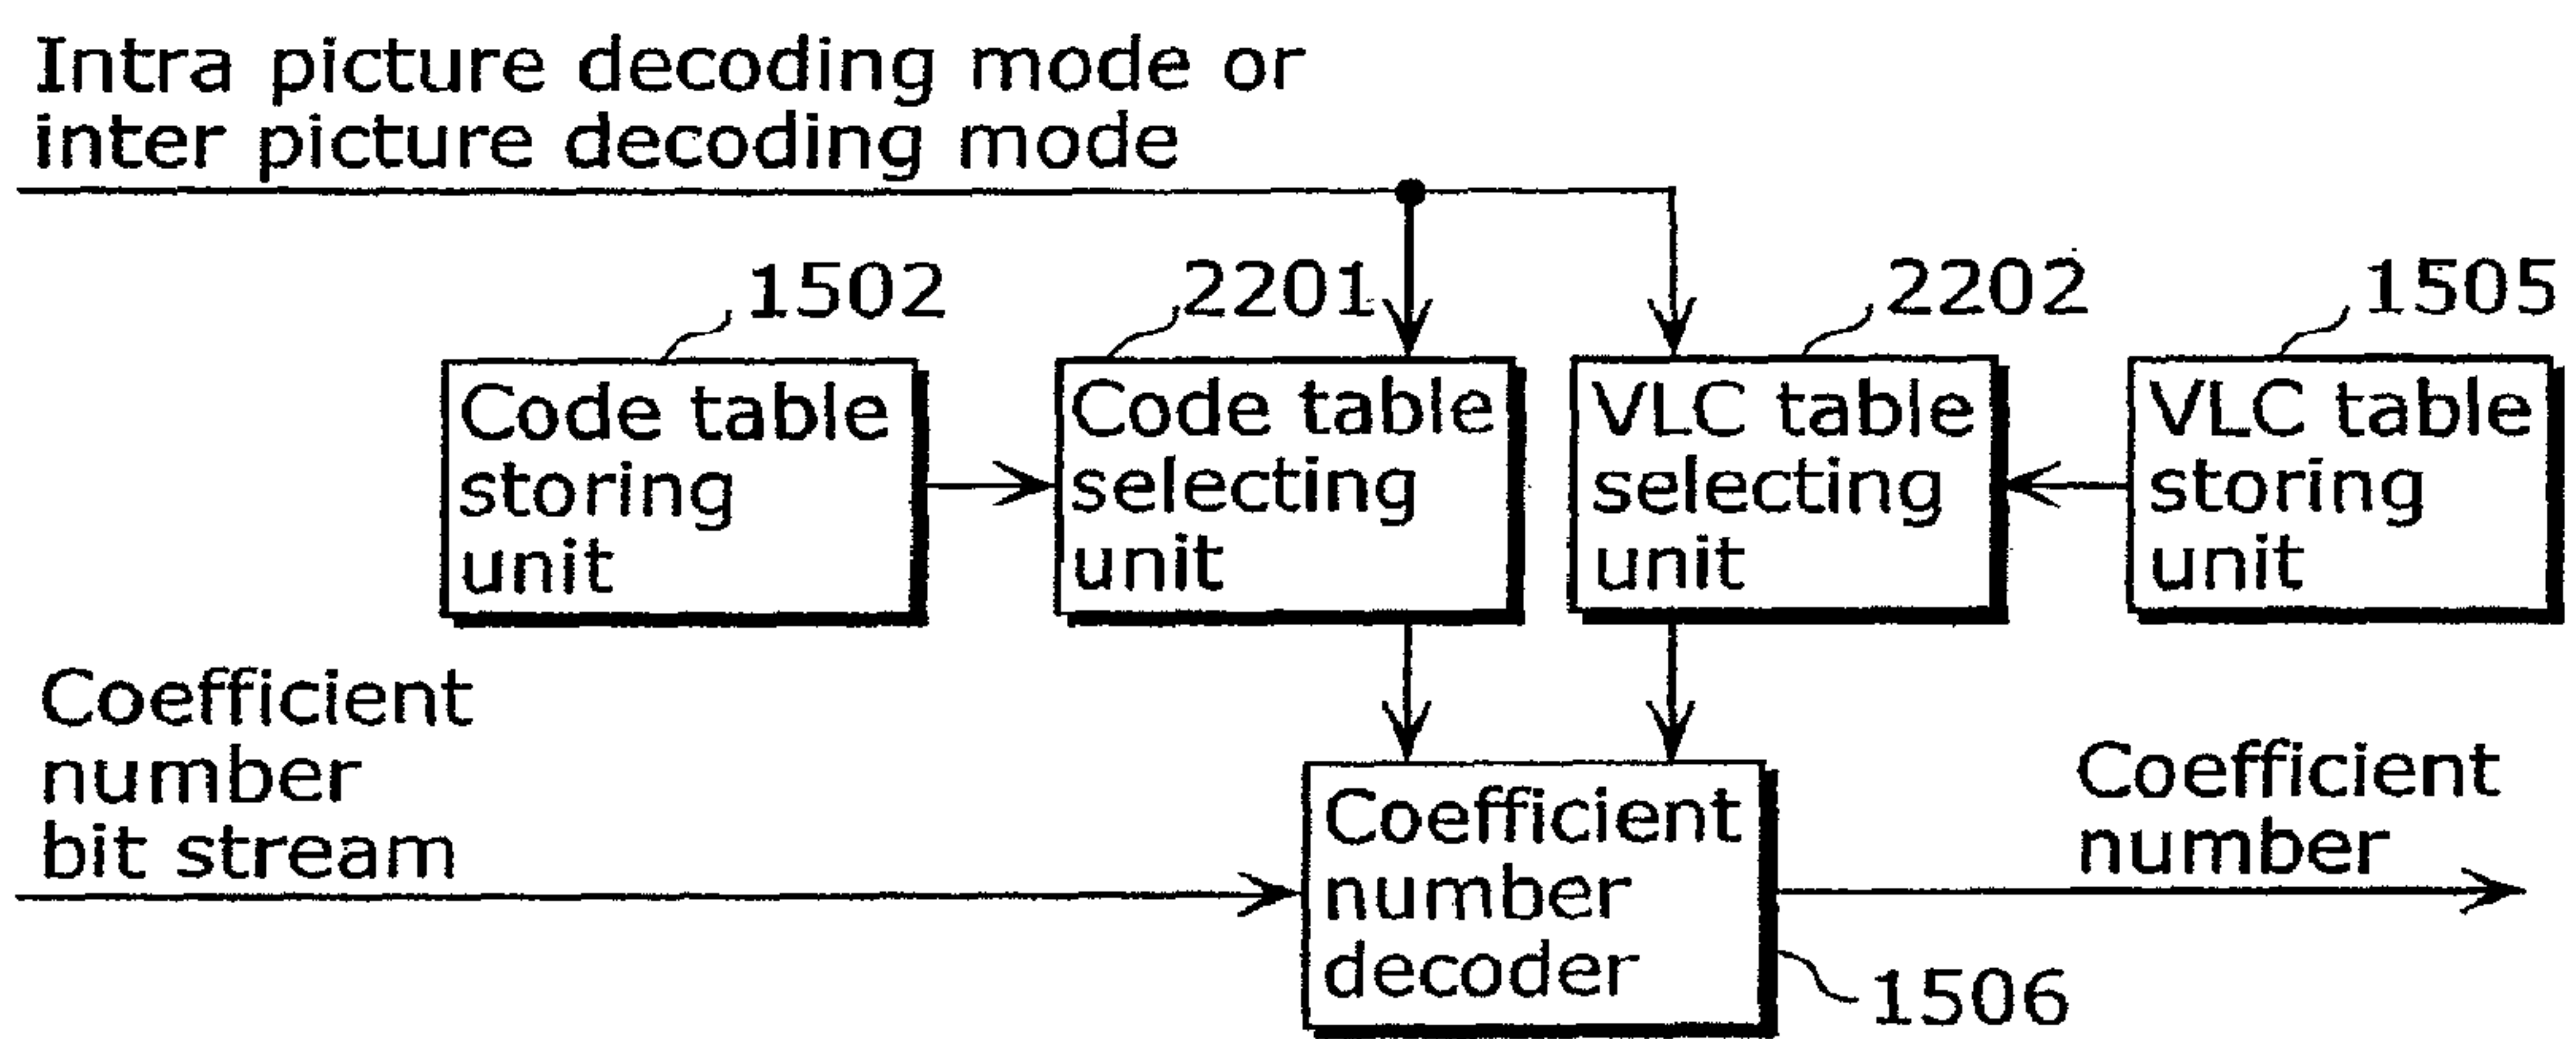 Intra picture decoding mode or
inter picture decoding mode
1502
2201
2202
1505
Code table
storing
unit
Code table
selecting
unit
VLC table
selecting
unit
VLC table
storing
unit
Coefficient
number
bit stream
Coefficient
number
decoder
Coefficient
number
1506